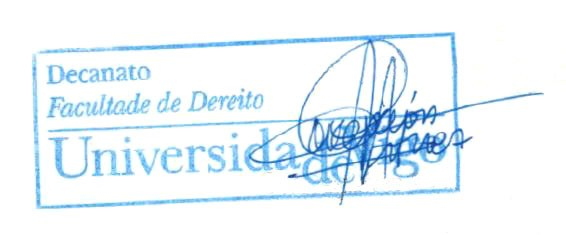 Decanato
Facultade de Dereito
Universidade
de Vigo